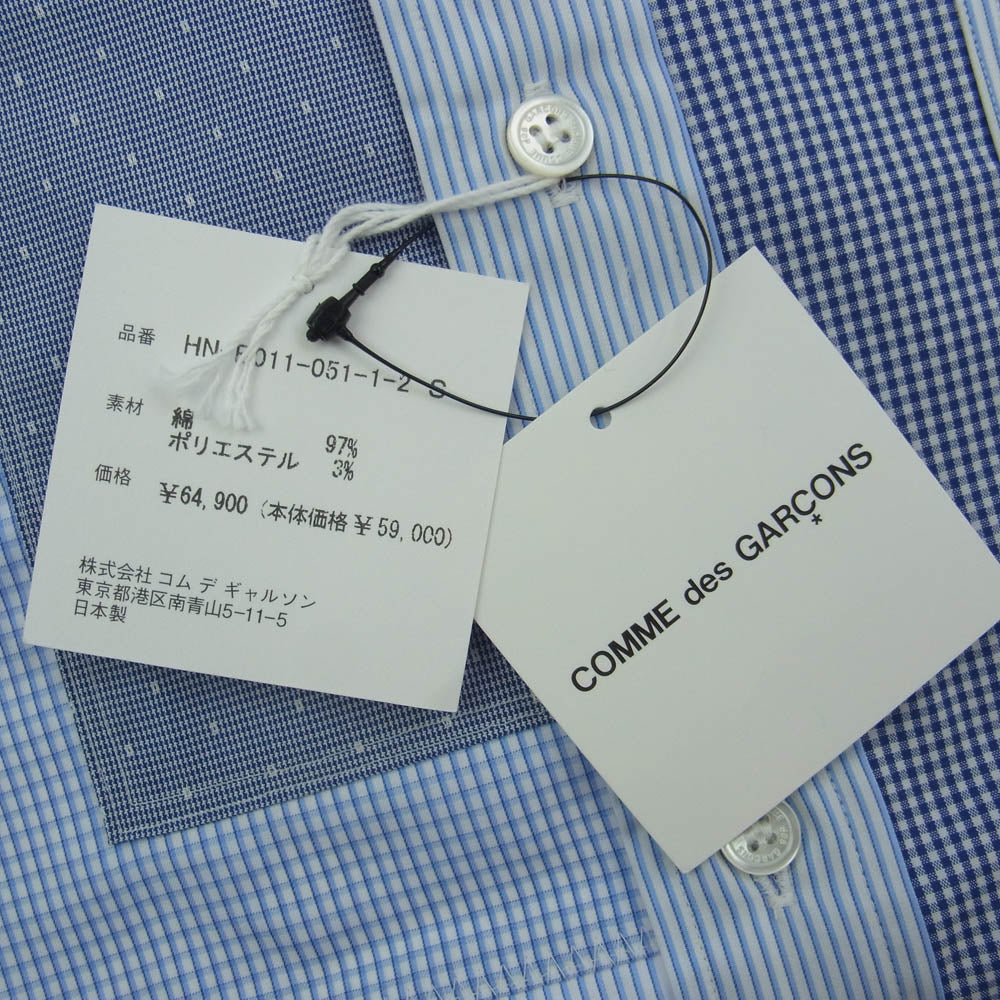 品番 HN-B011-051-1-2 S
素材 綿 97%
ポリエステル 3%
価格 ¥64,900 (本体価格¥59,000)
株式会社 コム デ ギャルソン
東京都港区南青山5-11-5
日本製
COMME des GARÇONS
*